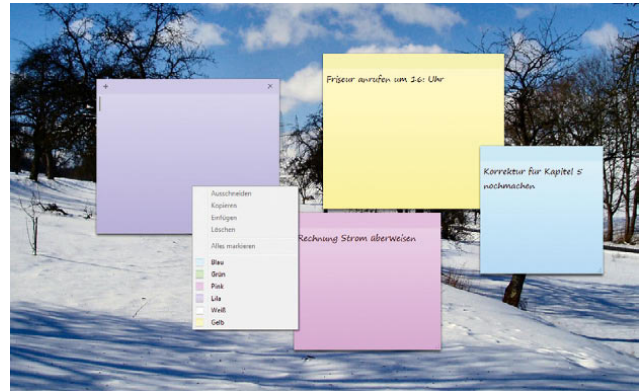 + ×
Friseur anrufen um 16: Uhr
Korrektur für Kapitel 5
nochmachen
Ausschneiden
Kopieren
Einfügen
Löschen
Alles markieren
Blau
Grün
Pink
Lila
Weiß
Gelb
Rechnung Strom überweisen